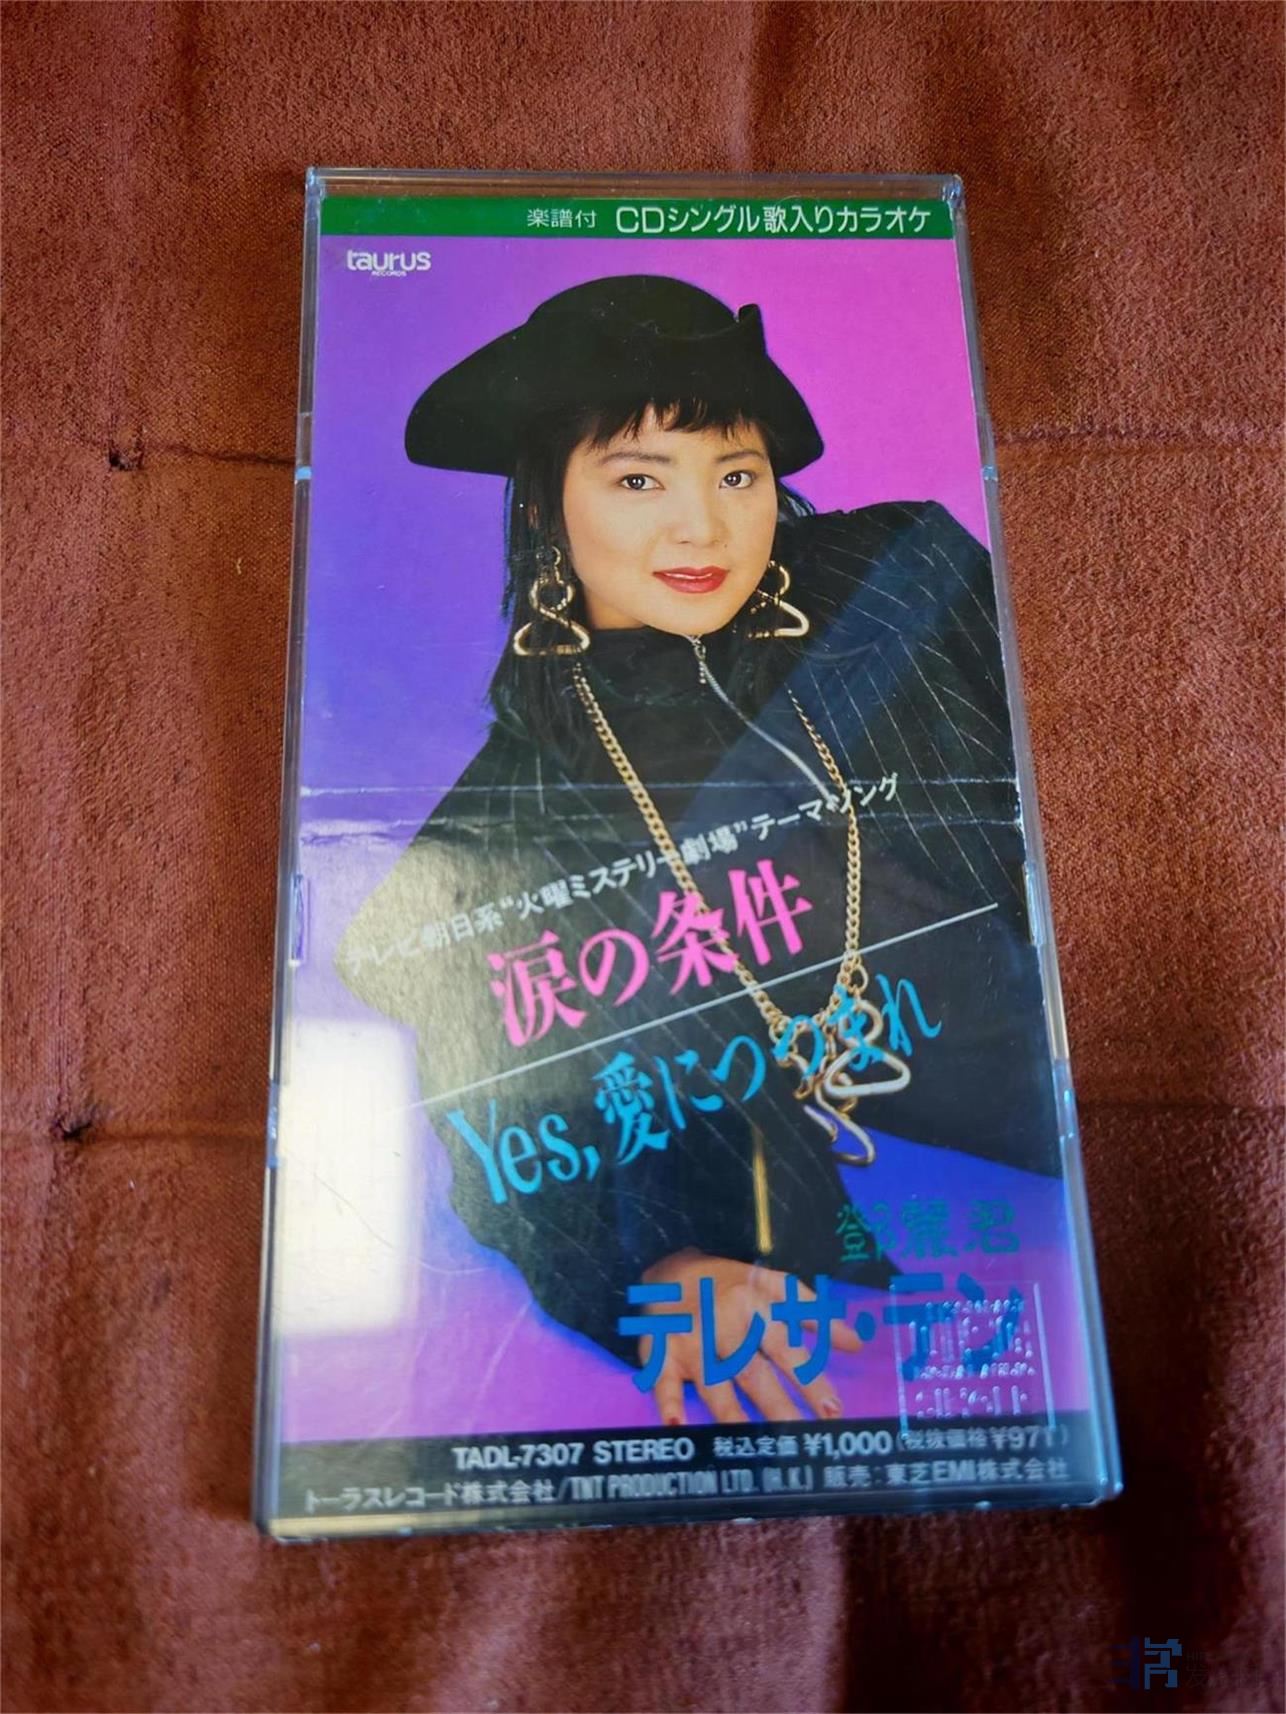 楽譜付 CDシングル歌入りカラオケ
taurus
RECORDS
テレビ朝日系“火曜ミステリー劇場”テーマ・ソング
涙の条件
Yes,愛につつまれ
鄧麗君
テレサ・テン
TADL-7307 STEREO 税込定価¥1,000(税抜価格¥971)
トーラスレコード株式会社/TNT PRODUCTION LTD. (H.K.) 販売:東芝EMI株式会社